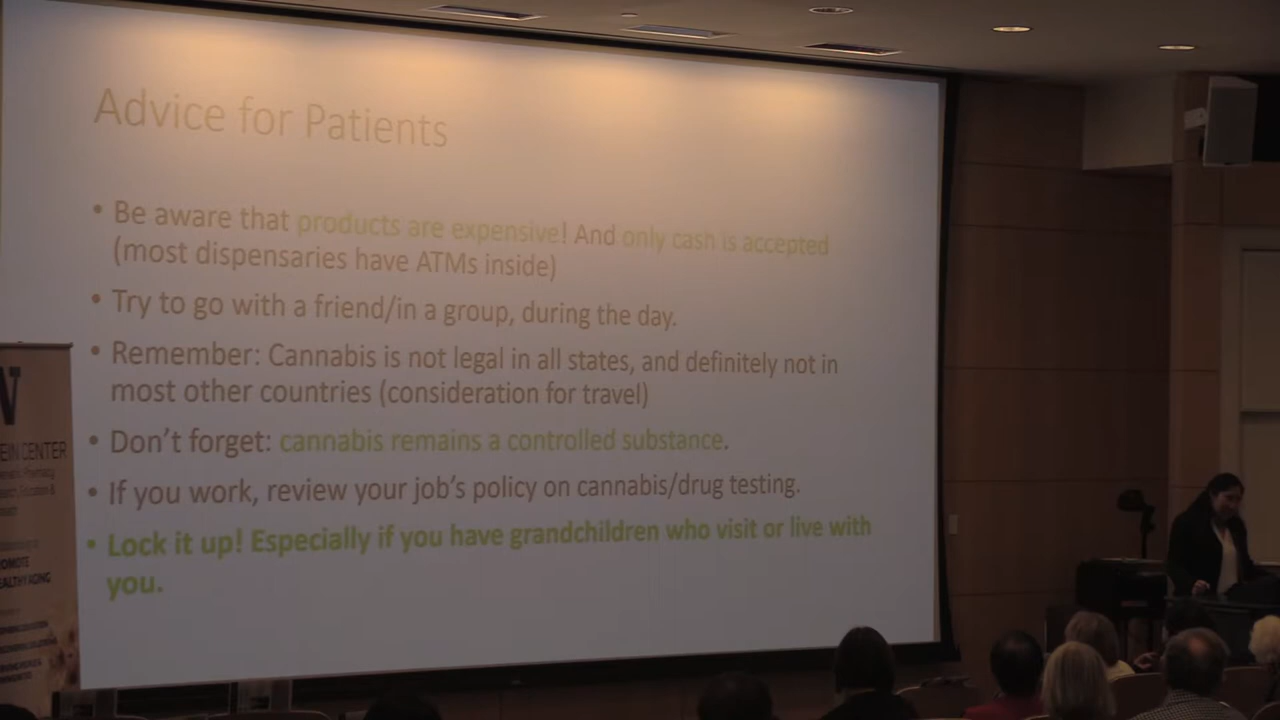 Advice for Patients
• Be aware that products are expensive! And only cash is accepted
(most dispensaries have ATMs inside)
• Try to go with a friend/in a group, during the day.
• Remember: Cannabis is not legal in all states, and definitely not in
most other countries (consideration for travel)
• Don't forget: cannabis remains a controlled substance.
• If you work, review your job's policy on cannabis/drug testing.
• Lock it up! Especially if you have grandchildren who visit or live with
you.
W
EIN CENTER